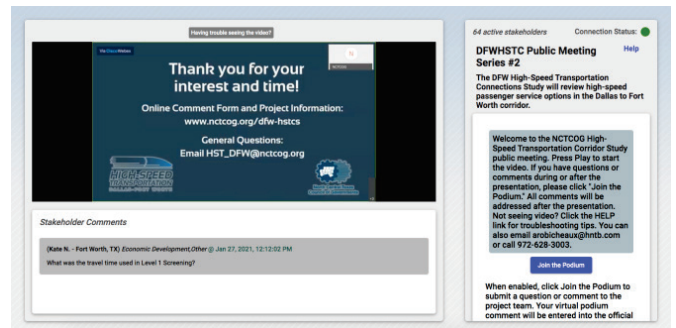 Having trouble seeing the video?
Via Cisco Webex
Thank you for your
interest and time!
Online Comment Form and Project Information:
www.nctcog.org/dfw-hstcs
General Questions:
Email HST_DFW@nctcog.org
HIGH-SPEED
TRANSPORTATION
DALLAS-FORT WORTH
Stakeholder Comments
(Kate N. - Fort Worth, TX) Economic Development,Other @ Jan 27, 2021, 12:12:02 PM
What was the travel time used in Level 1 Screening?
64 active stakeholders
Connection Status:
DFWHSTC Public Meeting
Series #2
Help
The DFW High-Speed Transportation
Connections Study will review high-speed
passenger service options in the Dallas to Fort
Worth corridor.
Welcome to the NCTCOG High-
Speed Transportation Corridor Study
public meeting. Press Play to start
the video. If you have questions or
comments during or after the
presentation, please click "Join the
Podium." All comments will be
addressed after the presentation.
Not seeing video? Click the HELP
link for troubleshooting tips. You can
also email arobicheaux@hntb.com
or call 972-628-3003.
Join the Podium
When enabled, click Join the Podium to
submit a question or comment to the
project team. Your virtual podium
comment will be entered into the official